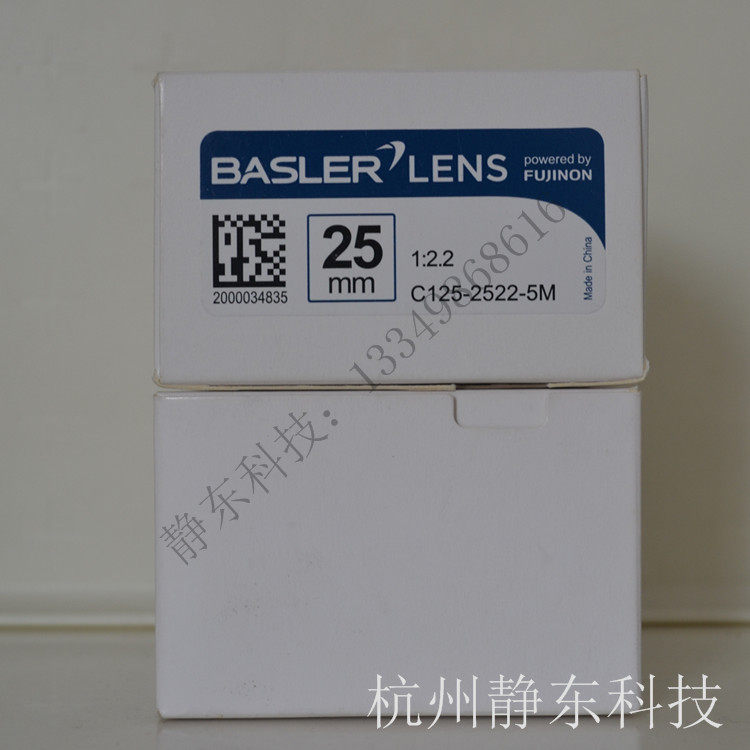 BASLER LENS powered by FUJINON
25 mm
1:2.2
C125-2522-5M
2000034835
Made in China
静东科技:13349868616
杭州静东科技